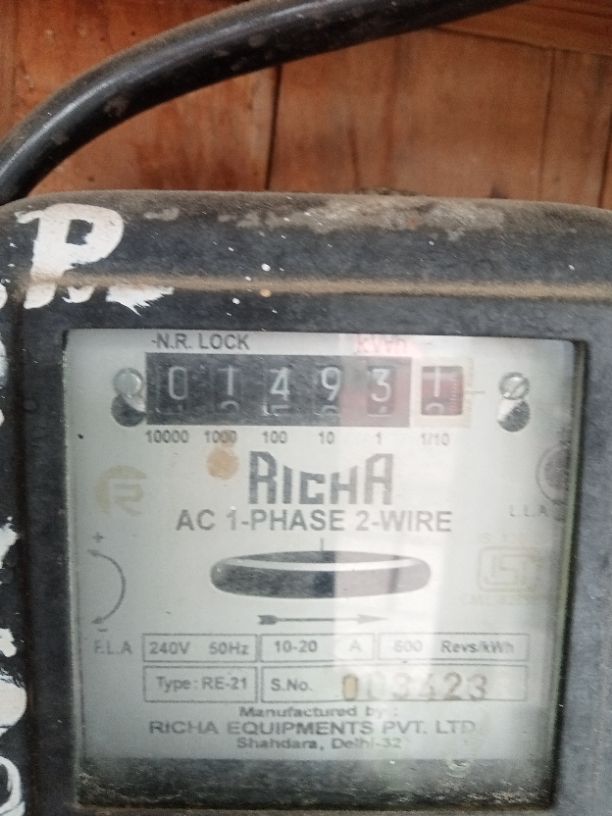 -N.R. LOCK kWh
0 1 4 9 3 1
10000 1000 100 10 1 1/10
RICHA
AC 1-PHASE 2-WIRE
L.L.A
+
-
F.L.A 240V 50Hz 10-20 A 600 Revs/kWh
Type: RE-21 S.No. 003423
Manufactured by :
RICHA EQUIPMENTS PVT. LTD
Shahdara, Delhi-32